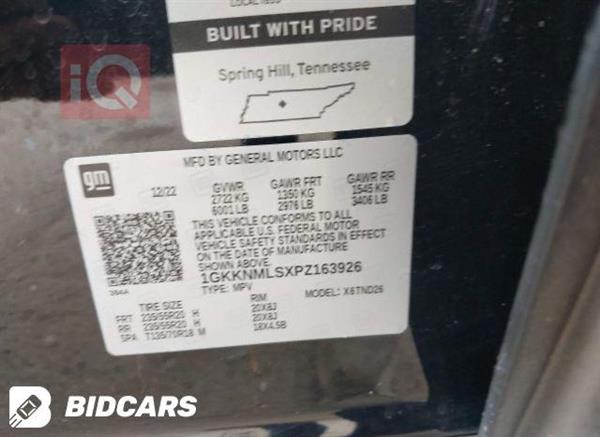 LOCAL 1853
BUILT WITH PRIDE
Spring Hill, Tennessee
iQ
gm
MFD BY GENERAL MOTORS LLC
12/22 GVWR GAWR FRT GAWR RR
2722 KG 1350 KG 1545 KG
6001 LB 2976 LB 3406 LB
THIS VEHICLE CONFORMS TO ALL
APPLICABLE U.S. FEDERAL MOTOR
VEHICLE SAFETY STANDARDS IN EFFECT
ON THE DATE OF MANUFACTURE
SHOWN ABOVE.
1GKKNMLSXPZ163926
TYPE: MPV MODEL: X6TND26
TIRE SIZE RIM
FRT 235/55R20 H 20X8J
RR 235/55R20 H 20X8J
SPA T135/70R18 M 18X4.5B
BIDCARS